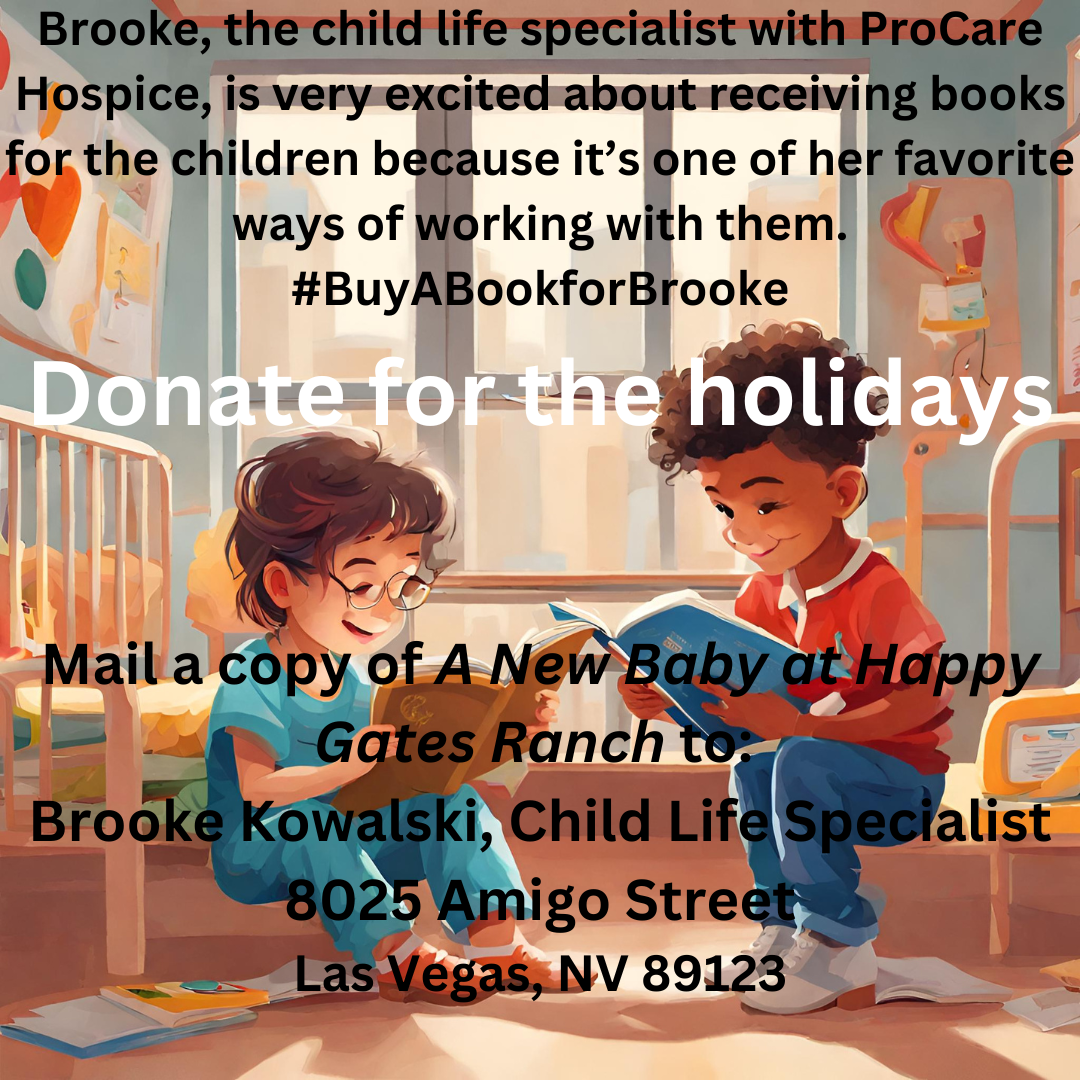 Brooke, the child life specialist with ProCare
Hospice, is very excited about receiving books
for the children because it’s one of her favorite
ways of working with them.
#BuyABookforBrooke
Donate for the holidays
Mail a copy of A New Baby at Happy
Gates Ranch to:
Brooke Kowalski, Child Life Specialist
8025 Amigo Street
Las Vegas, NV 89123